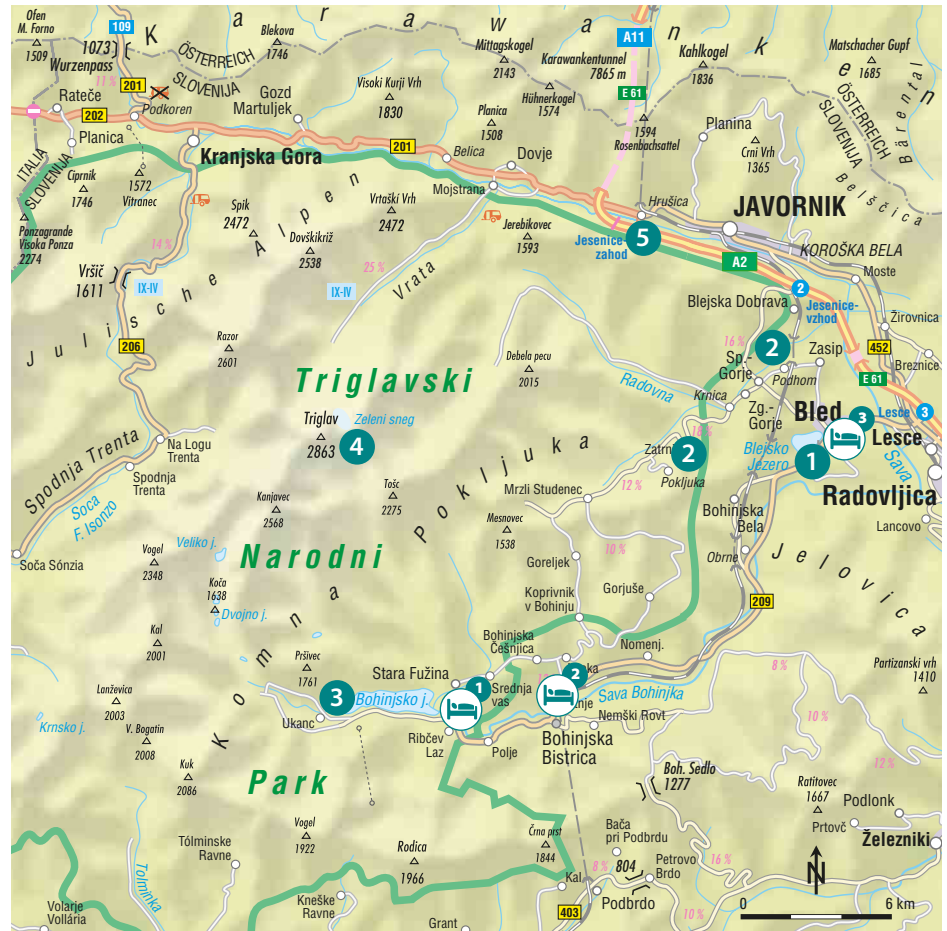 Karawanken
Ofen
M. Forno
1509
109
1073
Wurzenpass
Blekova
1746
ÖSTERREICH
SLOVENIJA
11 %
201
Rateče
202
Podkoren
Planica
ITALIA
SLOVENIJA
Gozd
Martuljek
Visoki Kurji Vrh
1830
Mittagskogel
2143
A11
Karawankentunnel
7865 m
E 61
Hühnerkogel
1574
Planica
1508
Kahlkogel
1836
Matschacher Gupf
1685
1594
Rosenbachsattel
Planina
Crni Vrh
1365
ÖSTERREICH
SLOVENIJA
Bärental
Belščica
Kranjska Gora
201
Belica
Dovje
Mojstrana
Ciprnik
1746
1572
Vitranec
Ponzagrande
Visoka Ponza
2274
Špik
2472
Vrtaški Vrh
2472
Dovškikriž
2538
Jerebikovec
1593
Hrušica
JAVORNIK
5
Jesenice-
zahod
A2
KOROŠKA BELA
Moste
14 %
25 %
Vršič
1611
IX-IV
IX-IV
Vrata
Julische Alpen
206
Razor
2601
2
Jesenice-
vzhod
Blejska Dobrava
Žirovnica
16 %
2
Zasip
452
Breznice
Sp.-
Gorje
Podhom
E 61
Debela pecu
2015
Radovna
Krnica
Zg.-
Gorje
Bled
3
Lesce
3
Lesce
Triglavski
Triglav
2863
Zeleni sneg
4
Na Logu
Trenta
Spodnja Trenta
Spodnja
Trenta
Soca
F. Isonzo
Soča Sónzia
16 %
2
Pokljuka
Blejsko
Jezero
1
Sava
Radovljica
Lancovo
Kanjavec
2568
Tošc
2275
Pokljuka
12 %
Mrzli Studenec
Mesnovec
1538
Bohinjska
Bela
Obrne
Jelovica
Vogel
2348
Veliko j.
Narodni
10 %
Goreljek
Gorjuše
209
Koča
1638
Dvojno j.
Koprivnik
v Bohinju
Kal
2001
Komna
Bohinjska
Češnjica
Nomenj.
8 %
Partizanski vrh
1410
Pršivec
1761
Stara Fužina
1
Srednja
vas
2
Sava Bohinjka
Lanževica
2003
3
Bohinjsko j.
Ukanc
Krnsko j.
V. Bogatin
2008
Ribčev
Laz
Polje
Bohinjska
Bistrica
Nemški Rovt
10 %
12 %
Kuk
2086
Park
Boh. Sedlo
1277
Ratitovec
1667
Podlonk
Prtovč
Železniki
Vogel
1922
Rodica
1966
Črna prst
1844
Bača
pri Podbrdu
804
Petrovo
Brdo
16 %
Tólminske
Ravne
Tolminka
Kal
8 %
Podbrdo
10 %
403
Kneške
Ravne
Grant
Volarje
Vollária
N
0
6 km